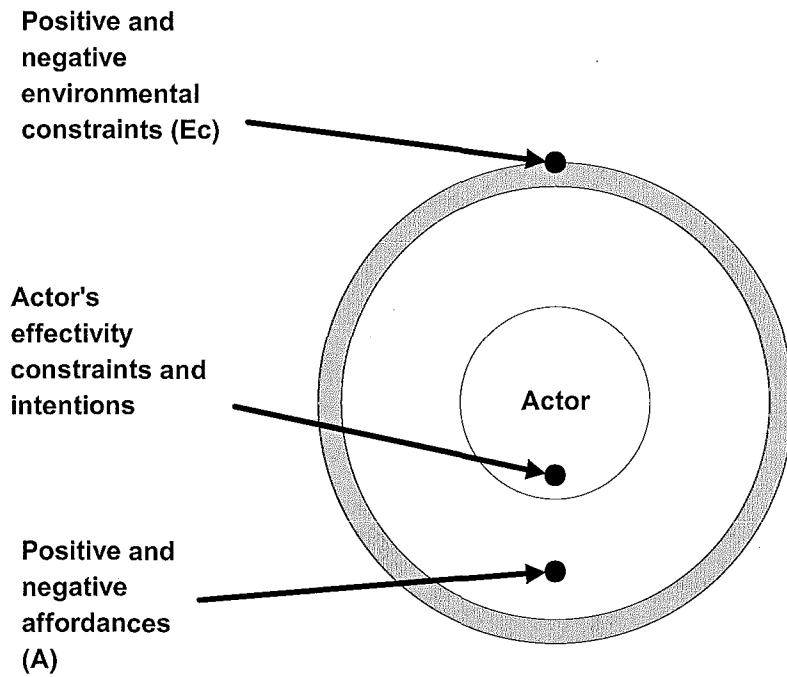 Positive and
negative
environmental
constraints (Ec)
Actor's
effectivity
constraints and
intentions
Actor
Positive and
negative
affordances
(A)